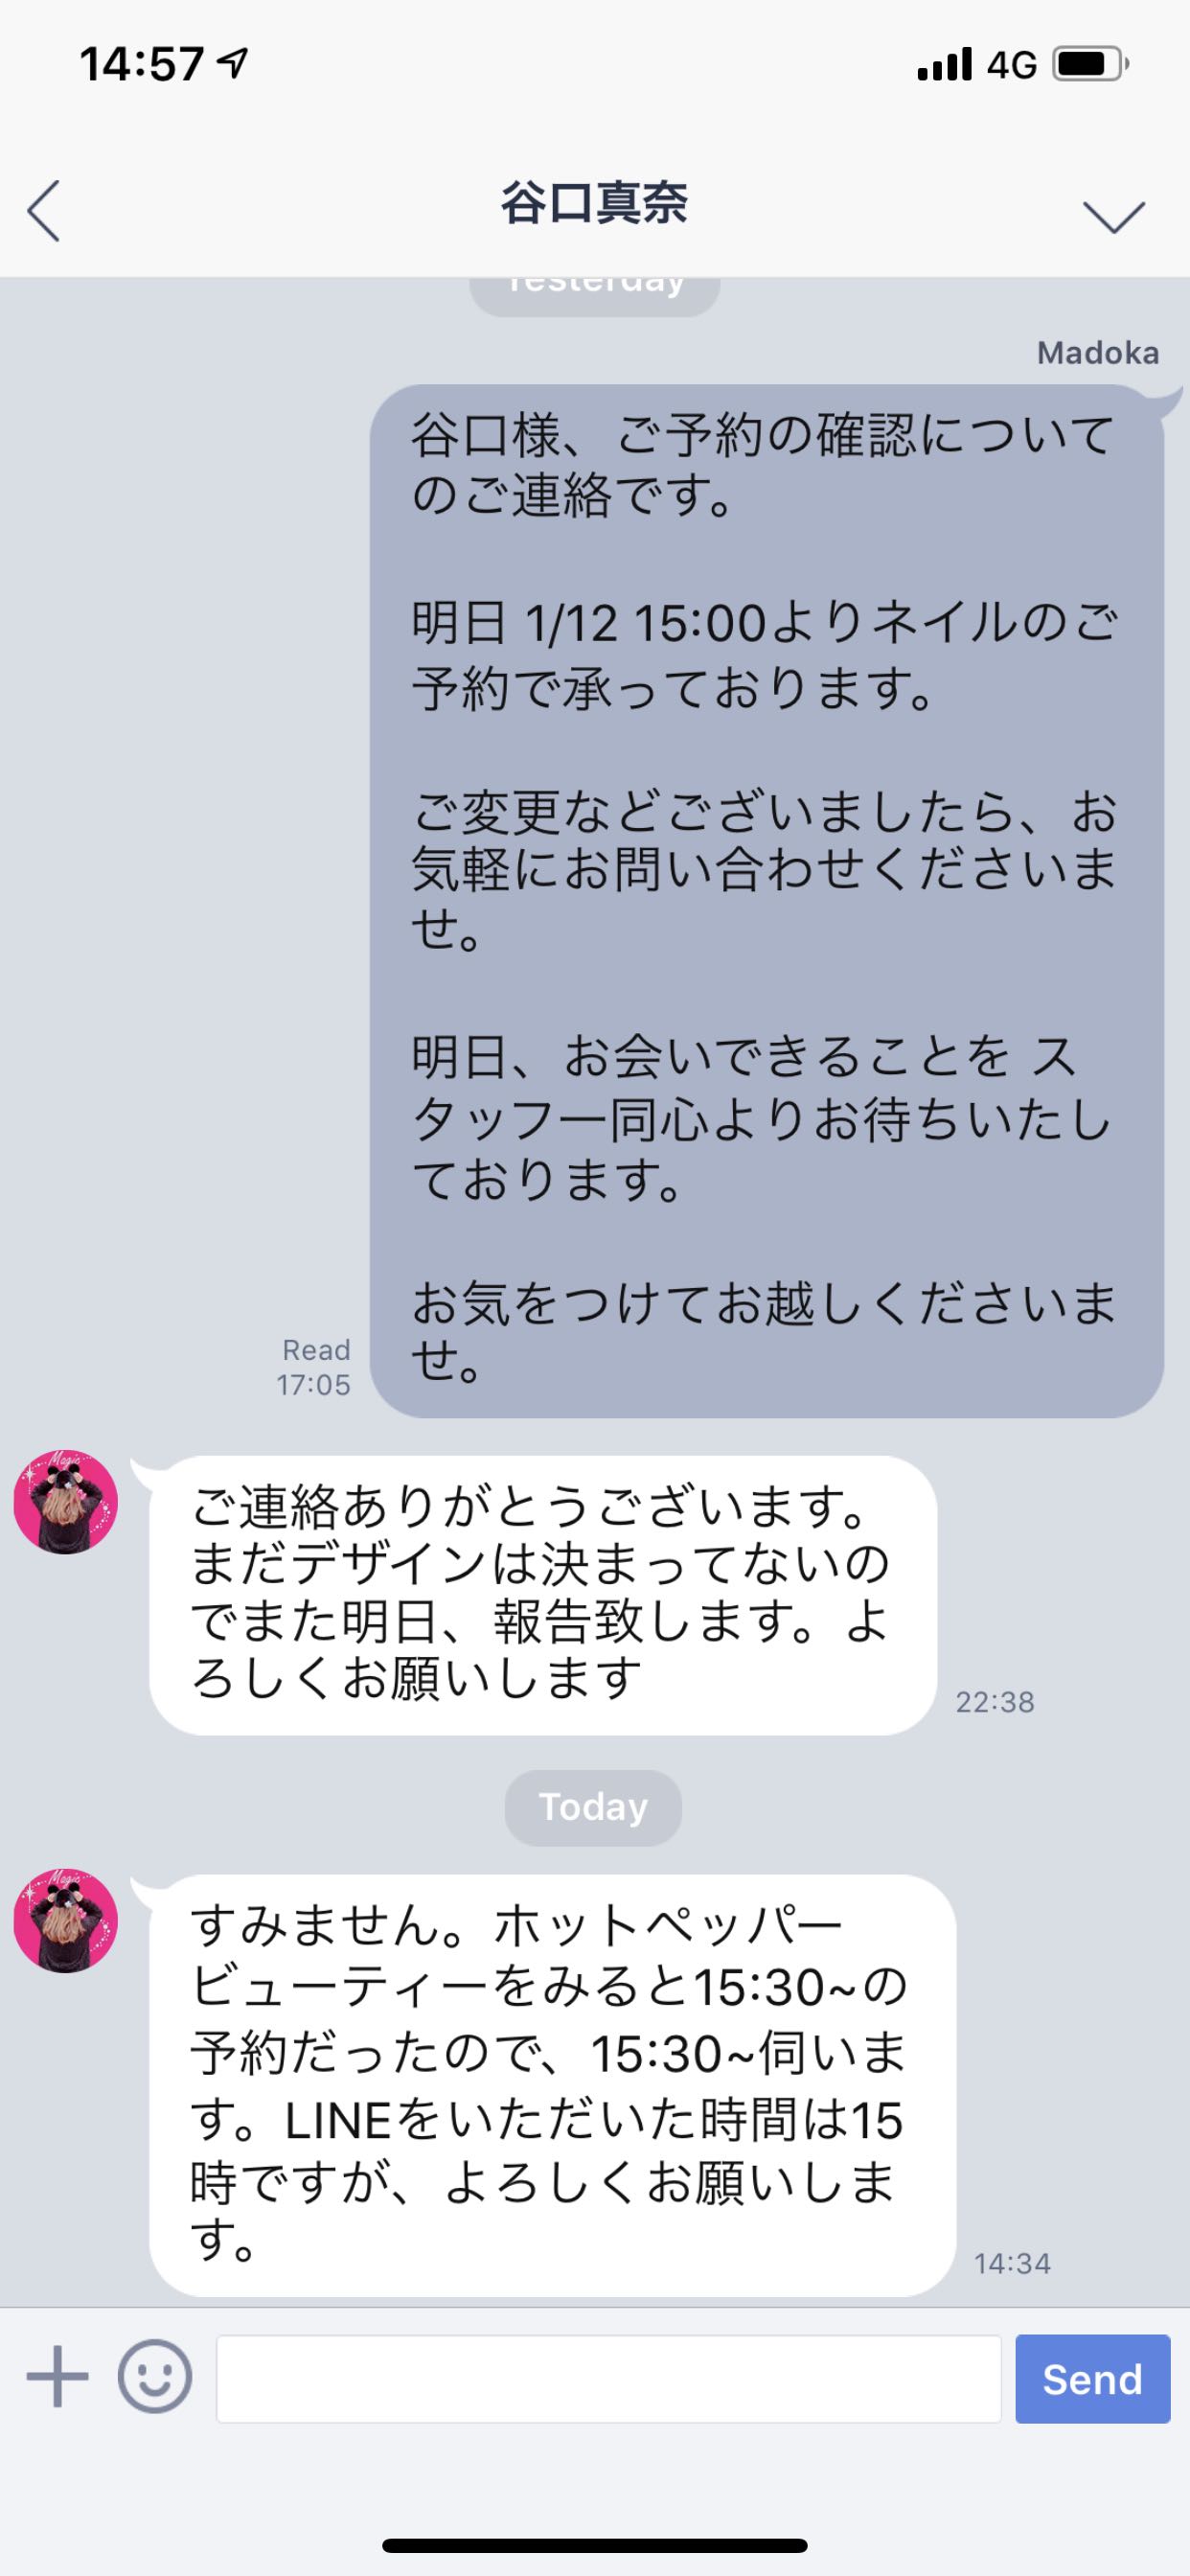 14:57
4G
谷口真奈
Yesterday
Madoka
谷口様、ご予約の確認について
のご連絡です。
明日 1/12 15:00よりネイルのご
予約で承っております。
ご変更などございましたら、お
気軽にお問い合わせくださいま
せ。
明日、お会いできることを ス
タッフ一同心よりお待ちいたし
ております。
お気をつけてお越しくださいま
せ。
Read
17:05
Magic
ご連絡ありがとうございます。
まだデザインは決まってないの
でまた明日、報告致します。よ
ろしくお願いします
22:38
Today
Magic
すみません。ホットペッパー
ビューティーをみると15:30~の
予約だったので、15:30~伺いま
す。LINEをいただいた時間は15
時ですが、よろしくお願いしま
す。
14:34
Send